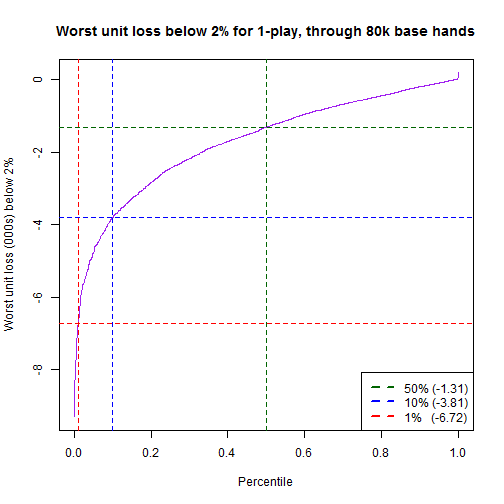 Worst unit loss below 2% for 1-play, through 80k base hands
Worst unit loss (000s) below 2%
0
-2
-4
-6
-8
50% (-1.31)
10% (-3.81)
1% (-6.72)
0.0 0.2 0.4 0.6 0.8 1.0
Percentile